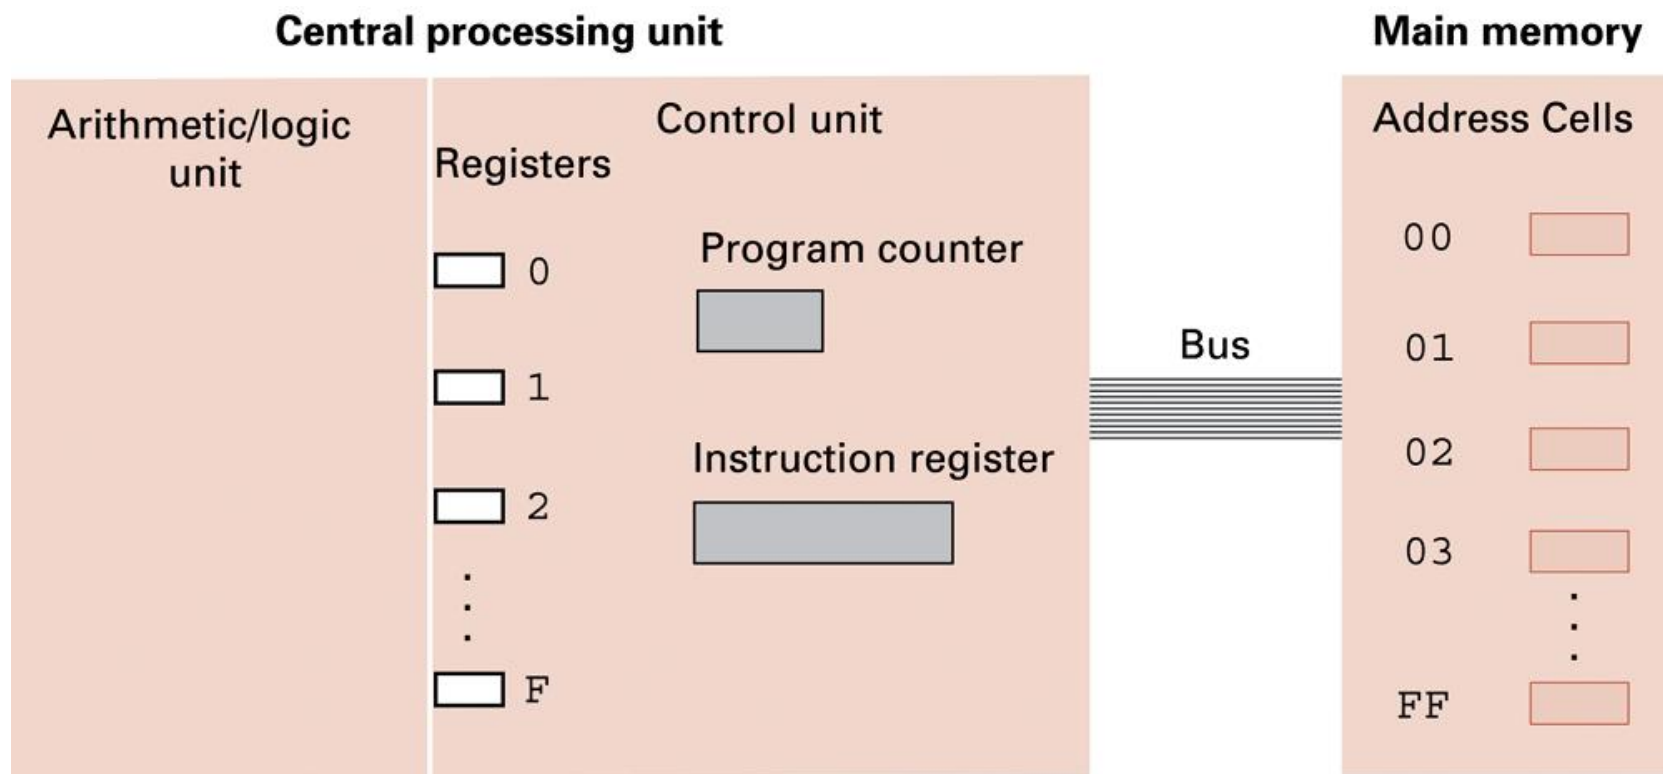 Central processing unit
Main memory
Arithmetic/logic
unit
Control unit
Registers
0
1
2
.
.
.
F
Program counter
Instruction register
Bus
Address Cells
00
01
02
03
.
.
.
FF